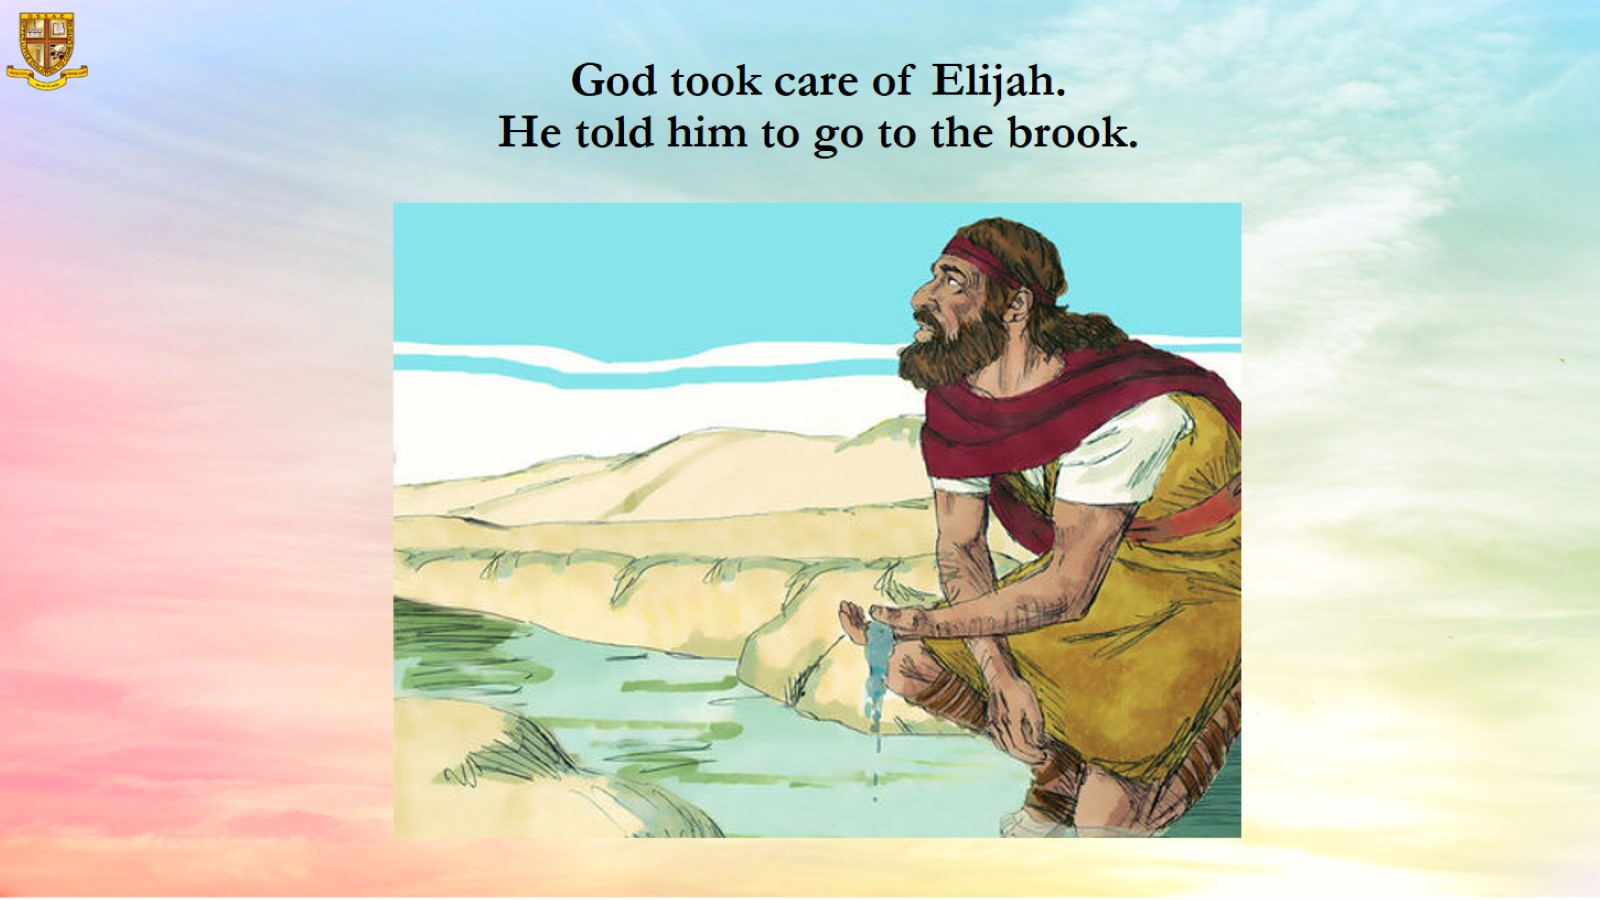 God took care of Elijah.
He told him to go to the brook.